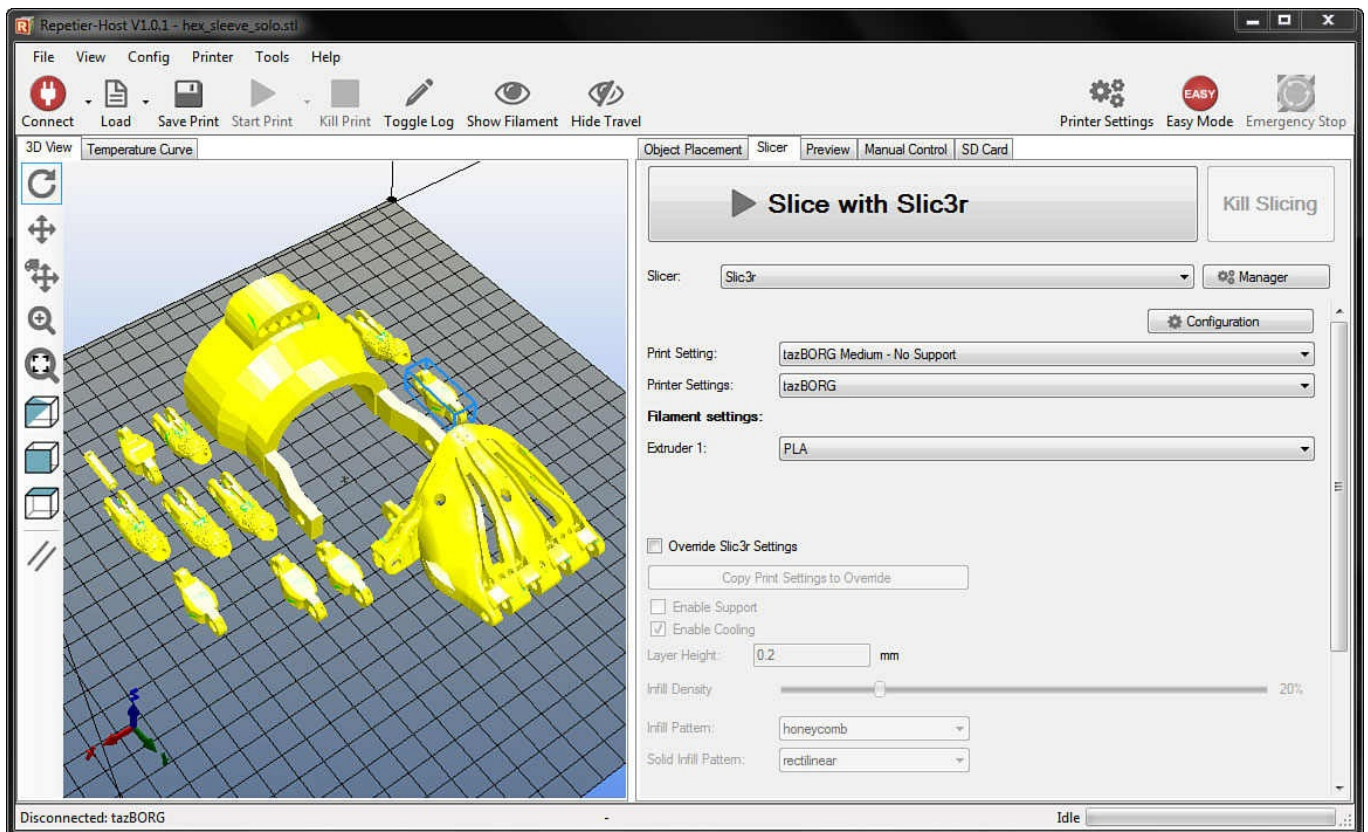 Repetier-Host V1.0.1 - hex_sleeve_solo.stl
File View Config Printer Tools Help
Connect Load Save Print Start Print Kill Print Toggle Log Show Filament Hide Travel Printer Settings Easy Mode Emergency Stop
EASY
3D View Temperature Curve
Object Placement Slicer Preview Manual Control SD Card
Slice with Slic3r
Kill Slicing
Slicer: Slic3r Manager
Configuration
Print Setting: tazBORG Medium - No Support
Printer Settings: tazBORG
Filament settings:
Extruder 1: PLA
Override Slic3r Settings
Copy Print Settings to Override
Enable Support
Enable Cooling
Layer Height: 0.2 mm
Infill Density 20%
Infill Pattern: honeycomb
Solid Infill Pattern: rectilinear
Disconnected: tazBORG - Idle